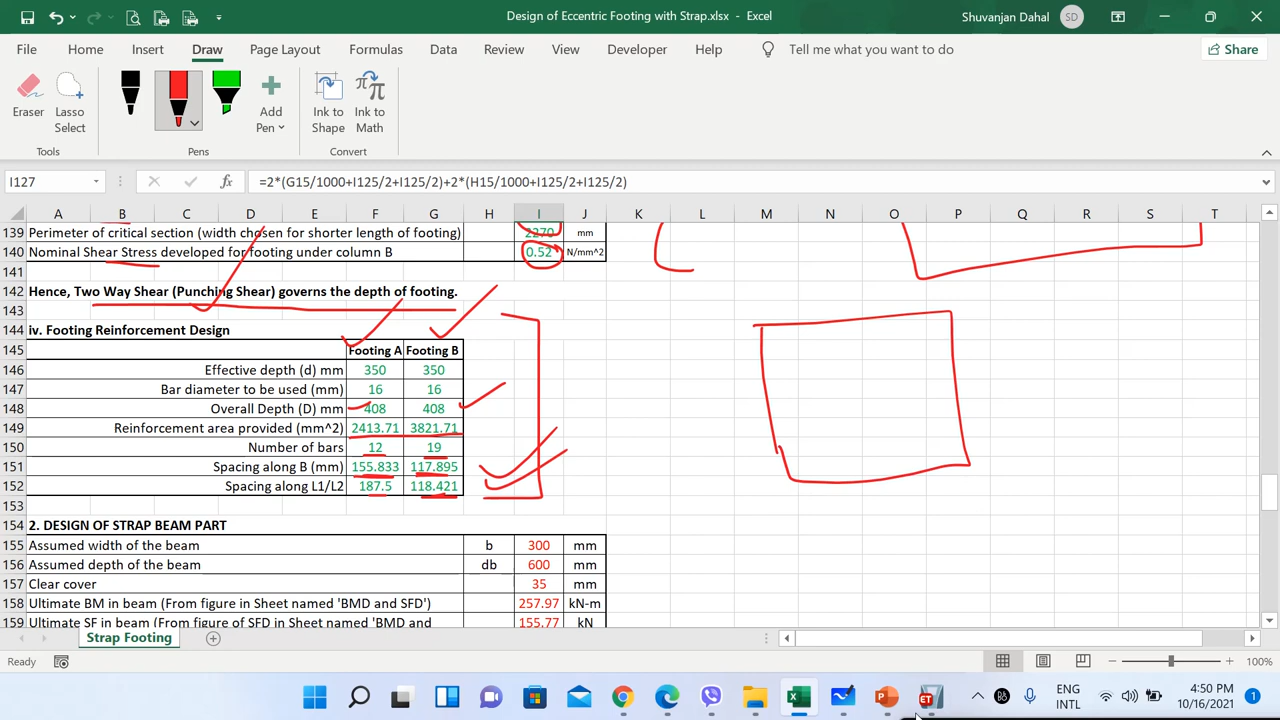 Design of Eccentric Footing with Strap.xlsx - Excel
Shuvanjan Dahal
SD
File Home Insert Draw Page Layout Formulas Data Review View Developer Help Tell me what you want to do Share
Eraser
Lasso Select
Add Pen
Ink to Shape
Ink to Math
Tools Pens Convert
I127 fx =2*(G15/1000+I125/2+I125/2)+2*(H15/1000+I125/2+I125/2)
A B C D E F G H I J K L M N O P Q R S T
139 Perimeter of critical section (width chosen for shorter length of footing) 2270 mm
140 Nominal Shear Stress developed for footing under column B 0.52 N/mm^2
141
142 Hence, Two Way Shear (Punching Shear) governs the depth of footing.
143
144 iv. Footing Reinforcement Design
145 Footing A Footing B
146 Effective depth (d) mm 350 350
147 Bar diameter to be used (mm) 16 16
148 Overall Depth (D) mm 408 408
149 Reinforcement area provided (mm^2) 2413.71 3821.71
150 Number of bars 12 19
151 Spacing along B (mm) 155.833 117.895
152 Spacing along L1/L2 187.5 118.421
153
154 2. DESIGN OF STRAP BEAM PART
155 Assumed width of the beam b 300 mm
156 Assumed depth of the beam db 600 mm
157 Clear cover 35 mm
158 Ultimate BM in beam (From figure in Sheet named 'BMD and SFD') 257.97 kN-m
159 Ultimate SF in beam (From figure of SFD in Sheet named 'BMD and 155.77 kN
Strap Footing
Ready 100%
ENG INTL
4:50 PM
10/16/2021
1